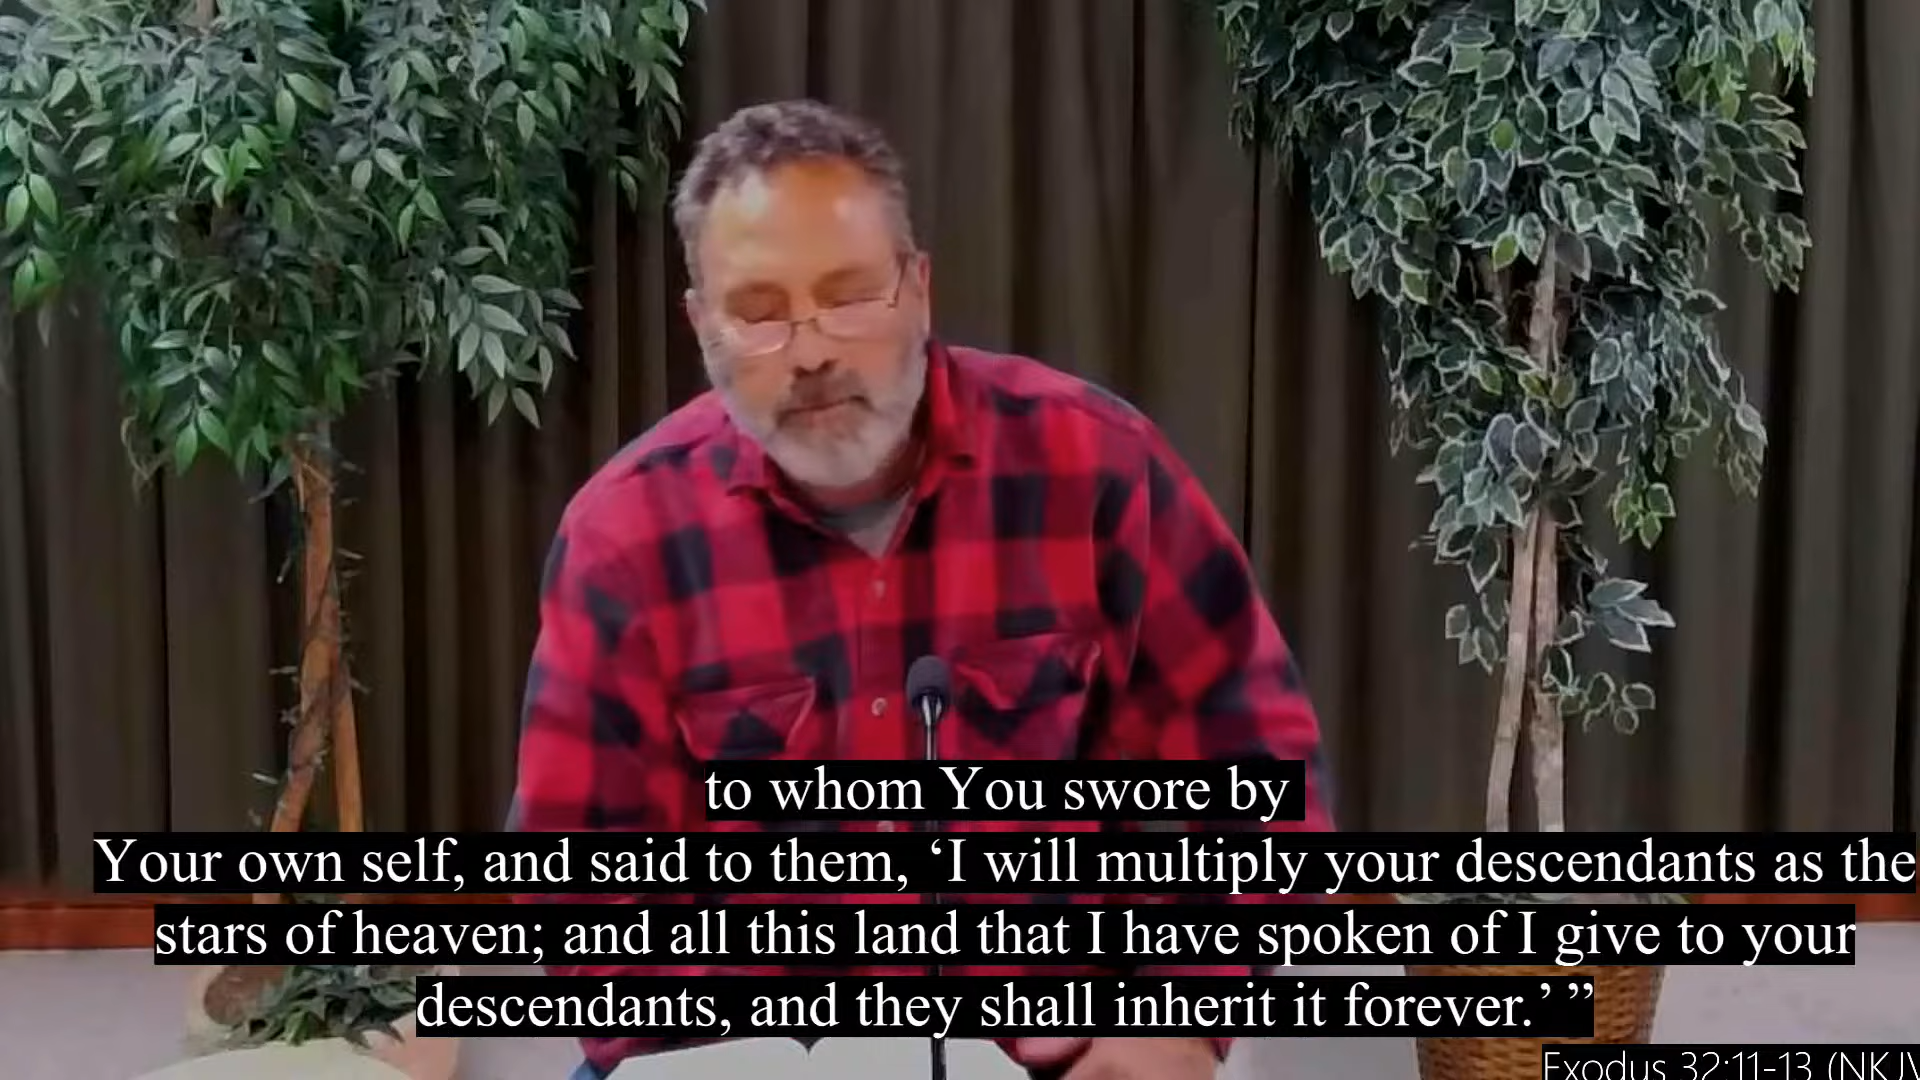 to whom You swore by
Your own self, and said to them, ‘I will multiply your descendants as the
stars of heaven; and all this land that I have spoken of I give to your
descendants, and they shall inherit it forever.’ ”
Exodus 32:11-13 (NKJV